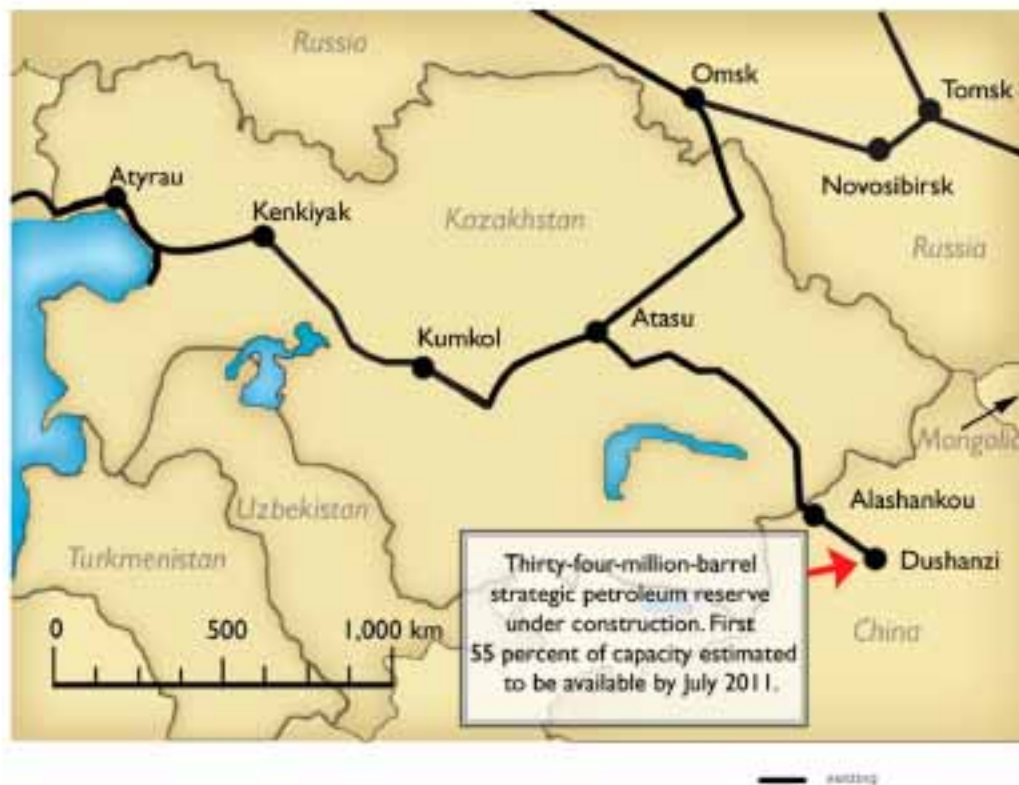 Russia
Omsk
Tomsk
Atyrau
Kenkiyak
Kazakhstan
Novosibirsk
Russia
Kumkol
Atasu
Mongolia
Alashankou
Uzbekistan
Turkmenistan
Dushanzi
Thirty-four-million-barrel
strategic petroleum reserve
under construction. First
55 percent of capacity estimated
to be available by July 2011.
China
0 500 1,000 km
existing